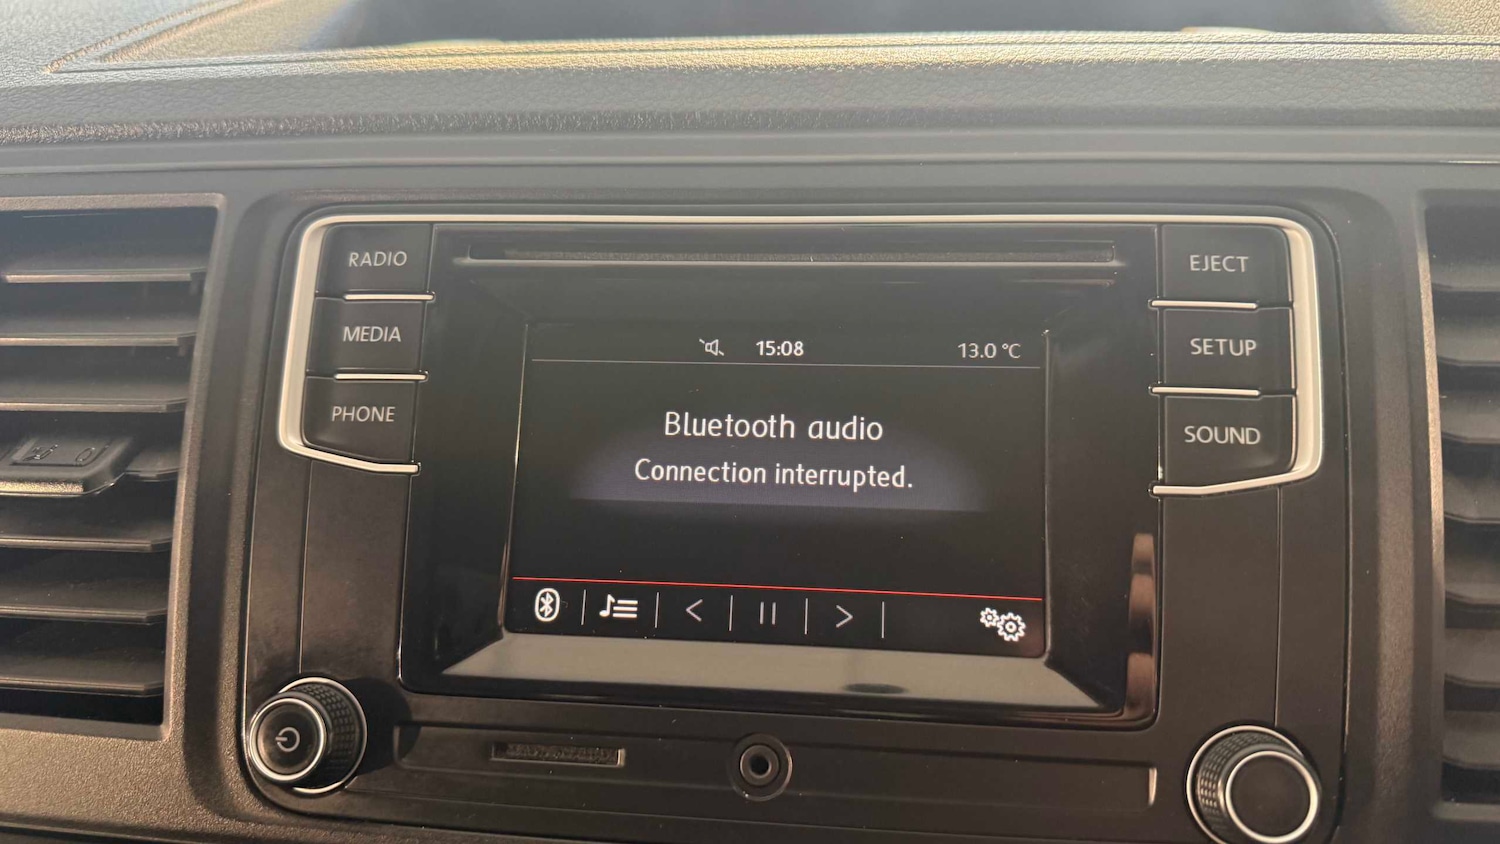 RADIO
MEDIA
PHONE
EJECT
SETUP
SOUND
15:08
13.0 °C
Bluetooth audio
Connection interrupted.